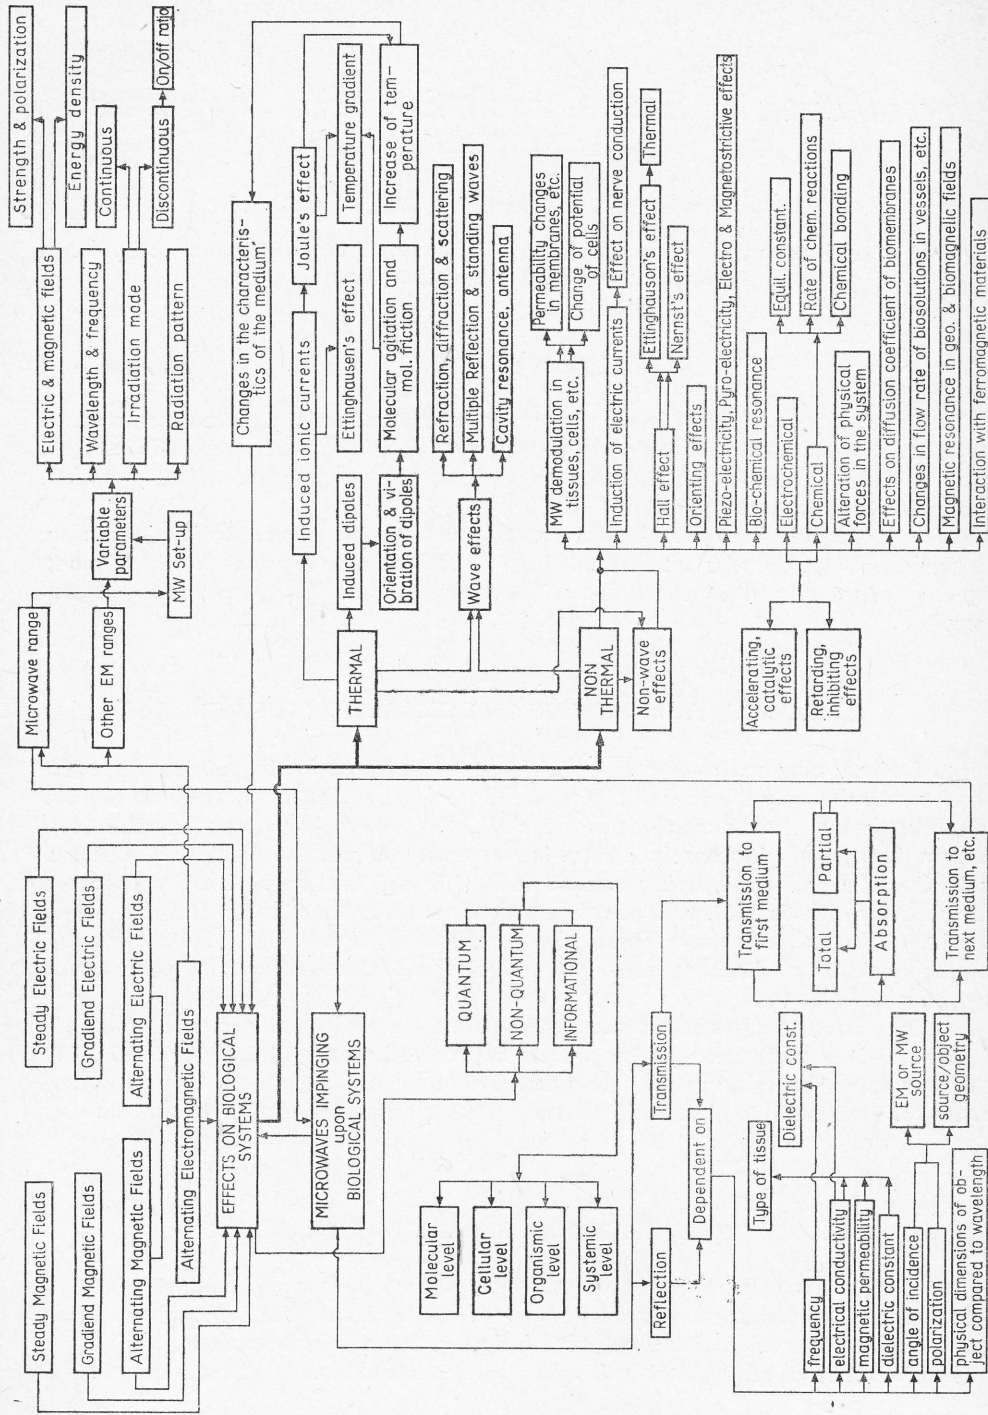 Steady Magnetic Fields
Gradiend Magnetic Fields
Alternating Magnetic Fields
Steady Electric Fields
Gradiend Electric Fields
Alternating Electric Fields
Alternating Electromagnetic Fields
EFFECTS ON BIOLOGICAL
SYSTEMS
MICROWAVES IMPINGING
upon
BIOLOGICAL SYSTEMS
Microwave range
Other EM ranges
MW Set-up
Variable
parameters
Electric & magnetic fields
Wavelength & frequency
Irradiation mode
Radiation pattern
Strength & polarization
Energy density
Continuous
Discontinuous
On/off ratio
Changes in the characteris-
tics of the medium
THERMAL
Induced ionic currents
Joule's effect
Ettinghausen's effect
Temperature gradient
Induced dipoles
Orientation & vi-
bration of dipoles
Molecular agitation and
mol. friction
Increase of tem-
perature
Wave effects
Refraction, diffraction & scattering
Multiple Reflection & standing waves
Cavity resonance, antenna
NON
THERMAL
Non-wave
effects
MW demodulation in
tissues, cells, etc.
Permeability changes
in membranes, etc.
Change of potential
of cells
Induction of electric currents
Effect on nerve conduction
Hall effect
Ettinghauson's effect
Thermal
Nernst's effect
Orienting effects
Piezo-electricity, Pyro-electricity, Electro & Magnetostrictive effects
Bio-chemical resonance
Electrochemical
Chemical
Equil. constant.
Rate of chem. reactions
Chemical bonding
Alteration of physical
forces in the system
Effects on diffusion coefficient of biomembranes
Changes in flow rate of biosolutions in vessels, etc.
Magnetic resonance in geo. & biomagnelic fields
Interaction with ferromagnetic materials
Accelerating,
catalytic
effects
Retarding,
inhibiting
effects
QUANTUM
NON-QUANTUM
INFORMATIONAL
Molecular
level
Cellular
level
Organismic
level
Systemic
level
Reflection
Transmission
Dependent on
Transmission to
first medium
Total
Partial
Absorption
Transmission to
next medium, etc.
Type of tissue
Dielectric const.
frequency
electrical conductivity
magnetic permeability
dielectric constant
angle of incidence
polarization
physical dimensions of ob-
ject compared to wavelength
EM or MW
source
source/object
geometry